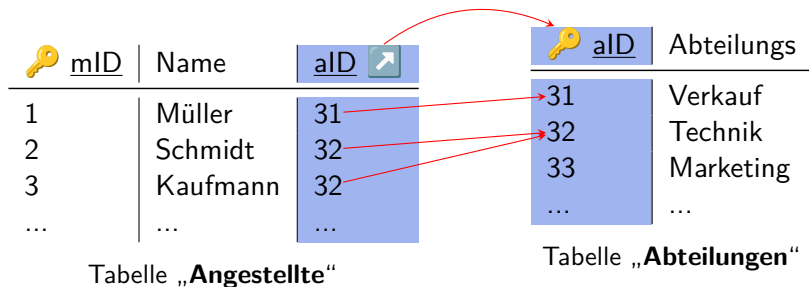 🔑 mID Name aID ↗
1 Müller 31
2 Schmidt 32
3 Kaufmann 32
... ... ...
Tabelle „Angestellte“
🔑 aID Abteilungs
31 Verkauf
32 Technik
33 Marketing
... ...
Tabelle „Abteilungen“